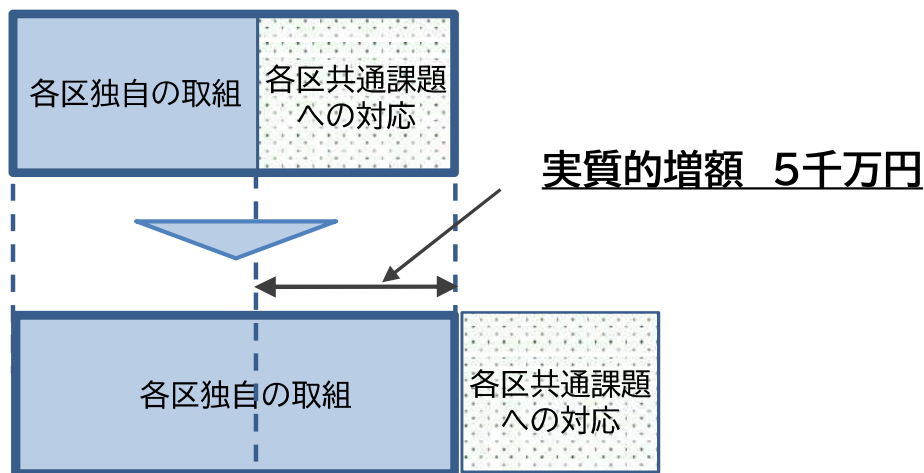 各区独自の取組
各区共通課題
への対応
実質的増額　５千万円
各区独自の取組
各区共通課題
への対応